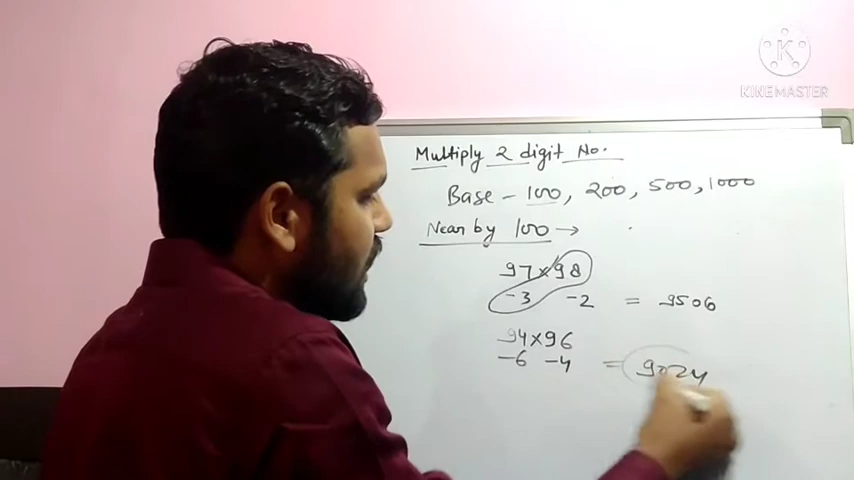 Multiply 2 digit No.
Base - 100, 200, 500, 1000
Near by 100 →
97×98
-3 -2 = 9506
94×96
-6 -4 = 9024
K
KINEMASTER